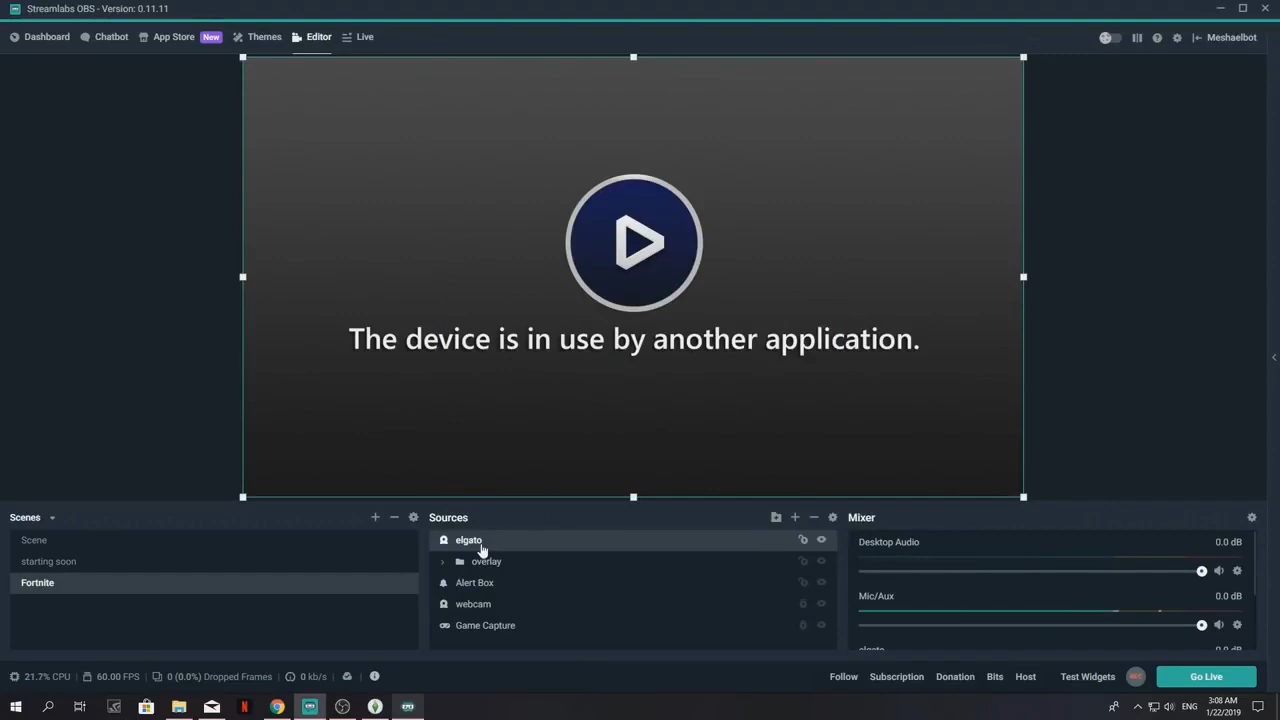 Streamlabs OBS - Version: 0.11.11
Dashboard
Chatbot
App Store
New
Themes
Editor
Live
Meshaelbot
The device is in use by another application.
Scenes
Scene
starting soon
Fortnite
Sources
elgato
overlay
Alert Box
webcam
Game Capture
Mixer
Desktop Audio
0.0 dB
Mic/Aux
0.0 dB
21.7% CPU
60.00 FPS
0 (0.0%) Dropped Frames
0 kb/s
Follow
Subscription
Donation
Bits
Host
Test Widgets
REC
Go Live
ENG
3:08 AM
1/22/2019